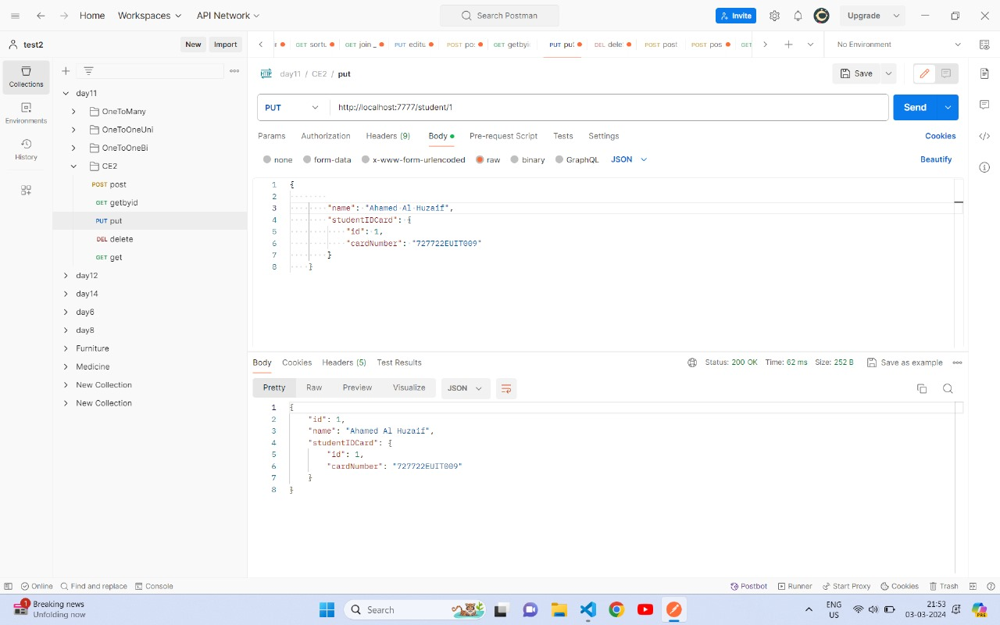 Home Workspaces API Network Search Postman Invite Upgrade
test2 New Import GET sortu GET join_ PUT editu POST po: GET getbyi PUT pu DEL dele POST post POST pos GET No Environment
Collections
Environments
History
day11
OneToMany
OneToOneUni
OneToOneBi
CE2
POST post
GET getbyid
PUT put
DEL delete
GET get
day12
day14
day6
day8
Furniture
Medicine
New Collection
New Collection
HTTP day11 / CE2 / put Save
PUT http://localhost:7777/student/1 Send
Params Authorization Headers (9) Body Pre-request Script Tests Settings Cookies
none form-data x-www-form-urlencoded raw binary GraphQL JSON Beautify
1 {
2
3 "name": "Ahamed Al Huzaif",
4 "studentIDCard": {
5 "id": 1,
6 "cardNumber": "727722EUIT009"
7 }
8 }
Body Cookies Headers (5) Test Results Status: 200 OK Time: 62 ms Size: 252 B Save as example
Pretty Raw Preview Visualize JSON
1 {
2 "id": 1,
3 "name": "Ahamed Al Huzaif",
4 "studentIDCard": {
5 "id": 1,
6 "cardNumber": "727722EUIT009"
7 }
8 }
Online Find and replace Console Postbot Runner Start Proxy Cookies Trash
1 Breaking news
Unfolding now
Search
ENG
US
21:53
03-03-2024
PRE